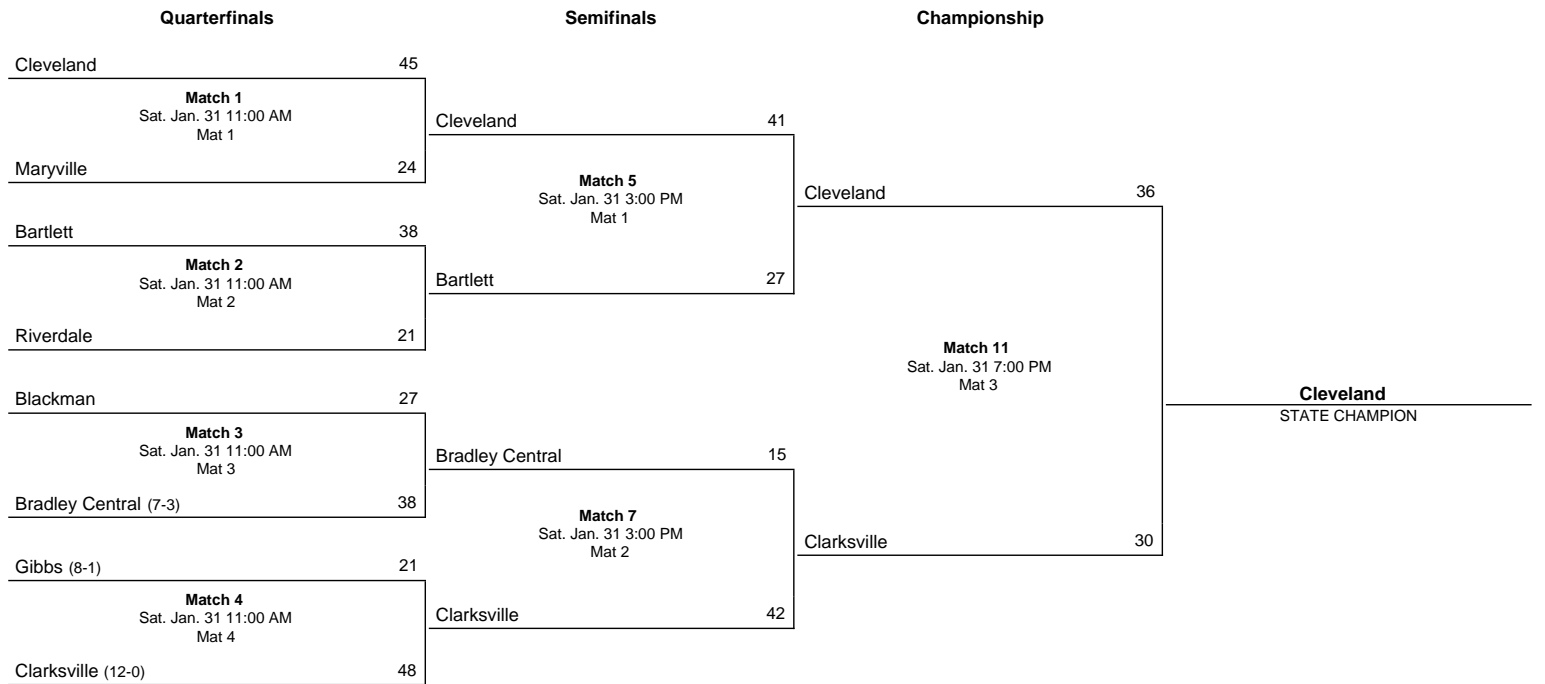 Quarterfinals
Semifinals
Championship
Cleveland 45
Match 1
Sat. Jan. 31 11:00 AM
Mat 1
Maryville 24
Bartlett 38
Match 2
Sat. Jan. 31 11:00 AM
Mat 2
Riverdale 21
Blackman 27
Match 3
Sat. Jan. 31 11:00 AM
Mat 3
Bradley Central (7-3) 38
Gibbs (8-1) 21
Match 4
Sat. Jan. 31 11:00 AM
Mat 4
Clarksville (12-0) 48
Cleveland 41
Match 5
Sat. Jan. 31 3:00 PM
Mat 1
Bartlett 27
Bradley Central 15
Match 7
Sat. Jan. 31 3:00 PM
Mat 2
Clarksville 42
Cleveland 36
Match 11
Sat. Jan. 31 7:00 PM
Mat 3
Clarksville 30
Cleveland
STATE CHAMPION